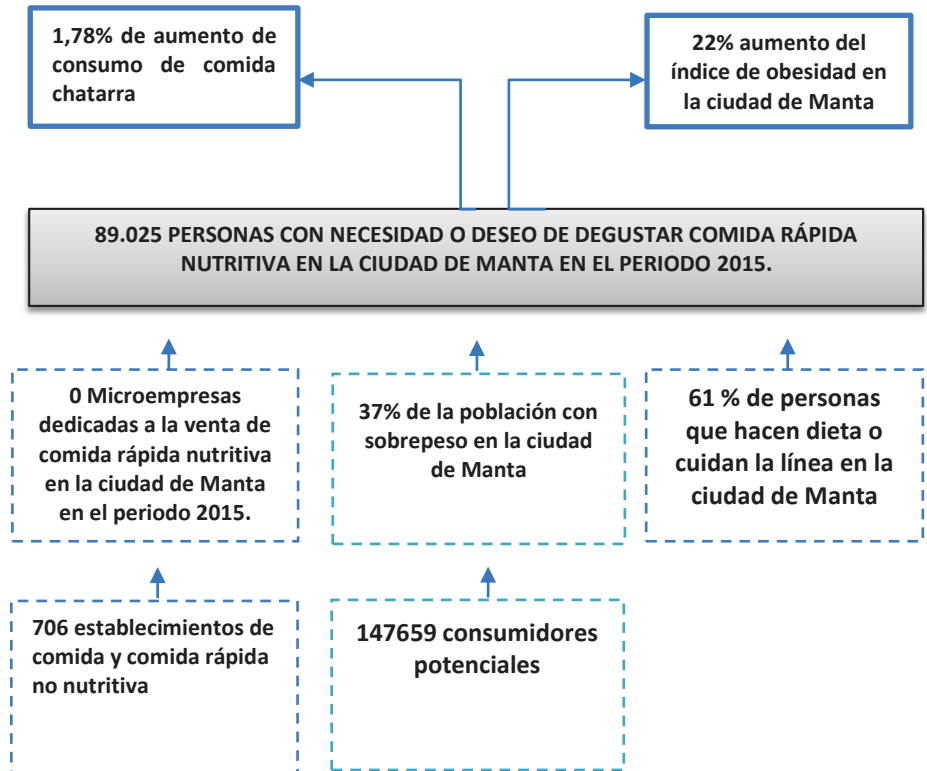 1,78% de aumento de
consumo de comida
chatarra
22% aumento del
índice de obesidad en
la ciudad de Manta
89.025 PERSONAS CON NECESIDAD O DESEO DE DEGUSTAR COMIDA RÁPIDA
NUTRITIVA EN LA CIUDAD DE MANTA EN EL PERIODO 2015.
0 Microempresas
dedicadas a la venta de
comida rápida nutritiva
en la ciudad de Manta
en el periodo 2015.
37% de la población con
sobrepeso en la ciudad
de Manta
61 % de personas
que hacen dieta o
cuidan la línea en la
ciudad de Manta
706 establecimientos de
comida y comida rápida
no nutritiva
147659 consumidores
potenciales